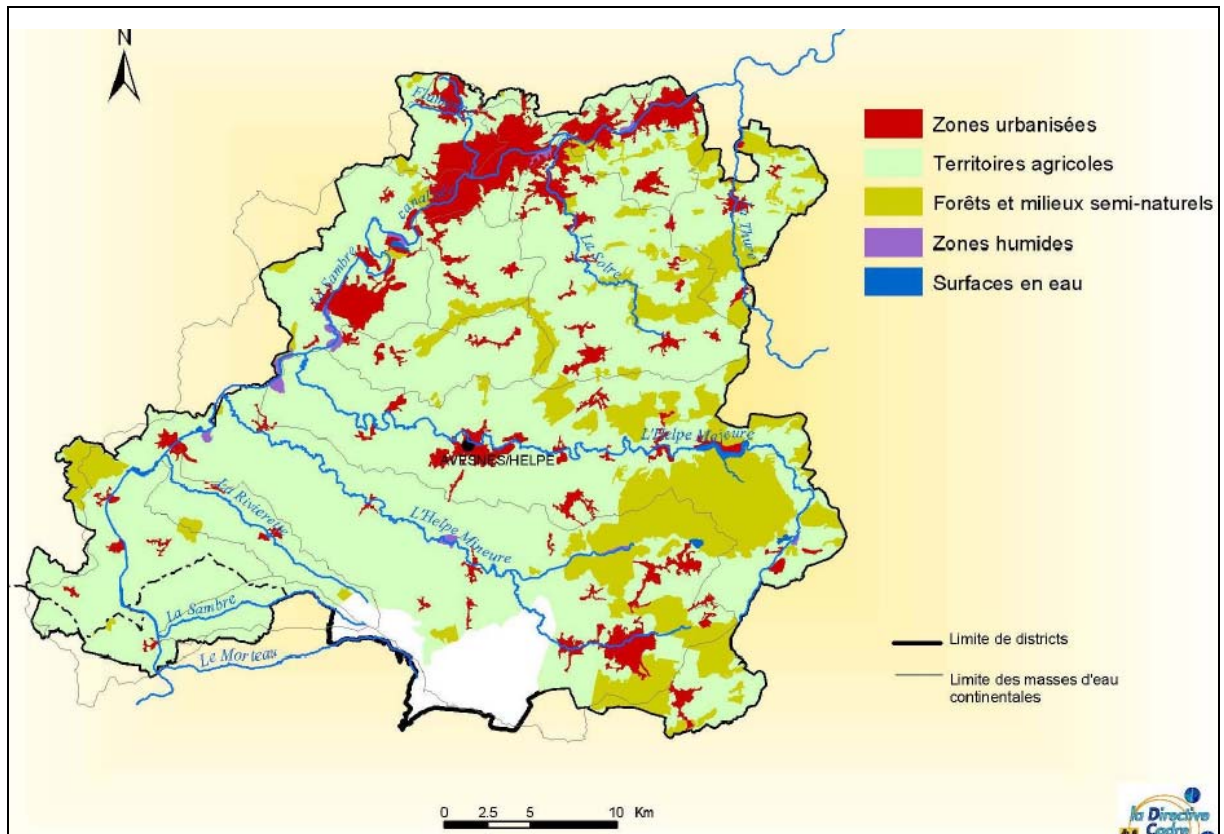 N
Zones urbanisées
Territoires agricoles
Forêts et milieux semi-naturels
Zones humides
Surfaces en eau
canal
La Sambre
La Solre
La Thure
L'Helpe Majeure
AVESNES/HELPE
La Rivierette
L'Helpe Mineure
La Sambre
Le Morteau
Limite de districts
Limite des masses d'eau
continentales
0 2.5 5 10 Km
la Directive
Cadre